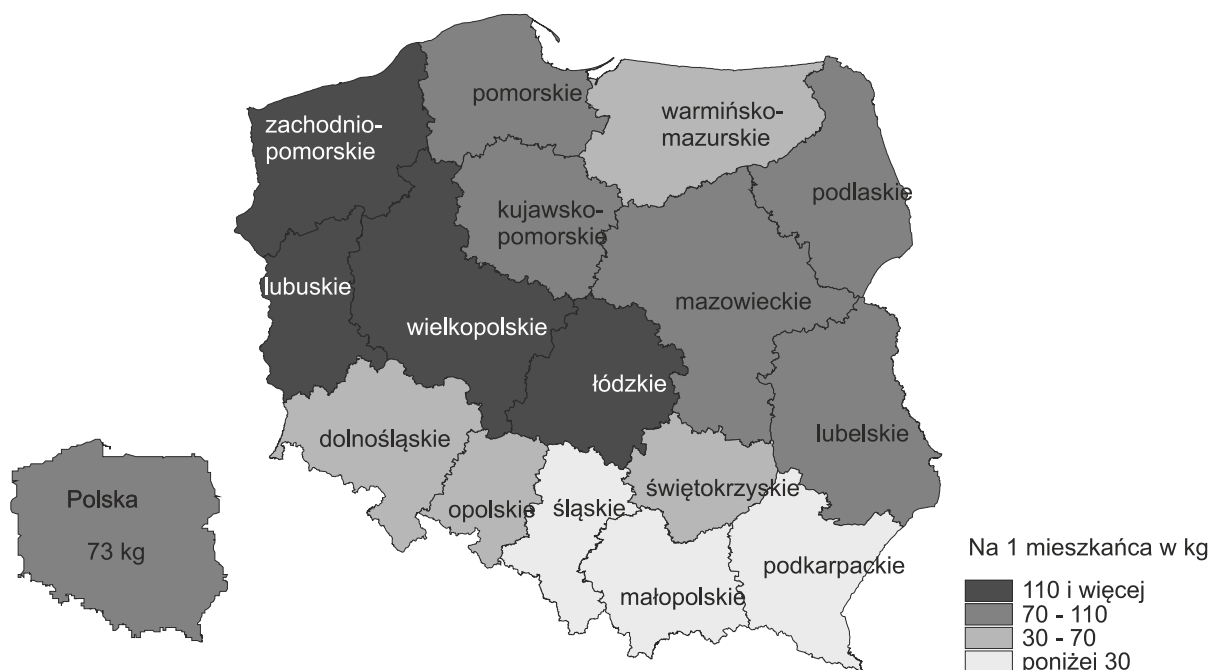 pomorskie
warmińsko-
mazurskie
zachodnio-
pomorskie
podlaskie
kujawsko-
pomorskie
lubuskie
mazowieckie
wielkopolskie
łódzkie
dolnośląskie
lubelskie
świętokrzyskie
opolskie
śląskie
podkarpackie
małopolskie
Polska
73 kg
Na 1 mieszkańca w kg
110 i więcej
70 - 110
30 - 70
poniżej 30